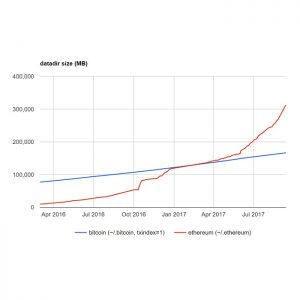 datadir size (MB)
400,000
300,000
200,000
100,000
0
Apr 2016 Jul 2016 Oct 2016 Jan 2017 Apr 2017 Jul 2017
bitcoin (~/.bitcoin, txindex=1) ethereum (~/.ethereum)